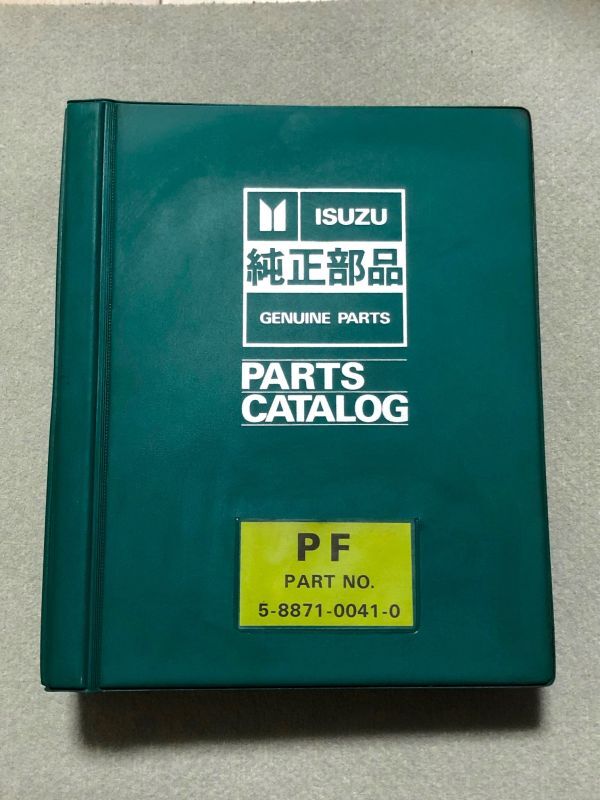 ISUZU
純正部品
GENUINE PARTS
PARTS
CATALOG
PF
PART NO.
5-8871-0041-0